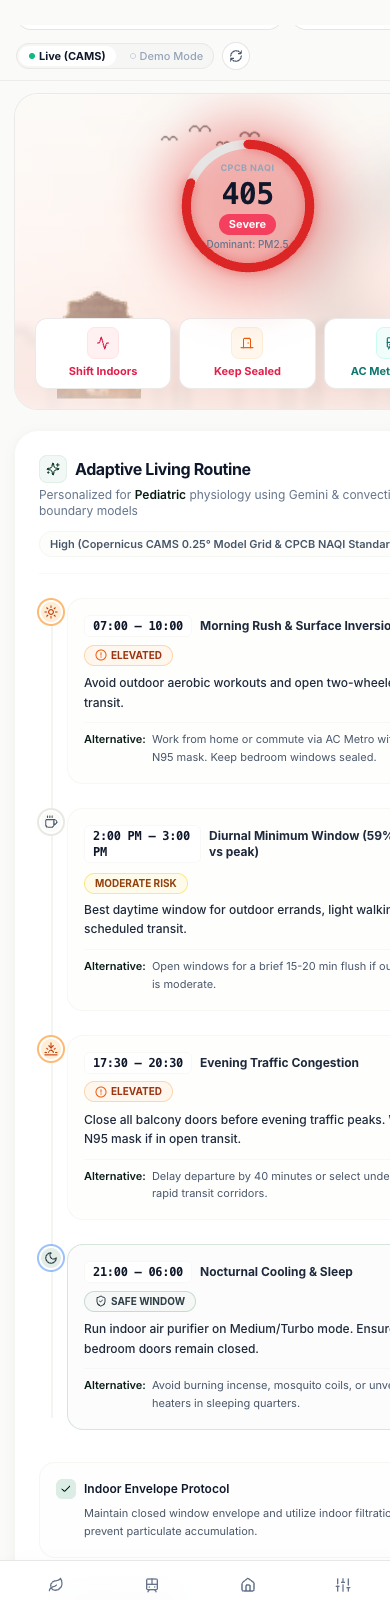 Live (CAMS) Demo Mode
CPCB NAQI
405
Severe
Dominant: PM2.5
Shift Indoors Keep Sealed AC Met
Adaptive Living Routine
Personalized for Pediatric physiology using Gemini & convecti
boundary models
High (Copernicus CAMS 0.25° Model Grid & CPCB NAQI Standar
07:00 – 10:00 Morning Rush & Surface Inversio
ELEVATED
Avoid outdoor aerobic workouts and open two-wheele
transit.
Alternative: Work from home or commute via AC Metro wi
N95 mask. Keep bedroom windows sealed.
2:00 PM – 3:00 PM Diurnal Minimum Window (59%
vs peak)
MODERATE RISK
Best daytime window for outdoor errands, light walkin
scheduled transit.
Alternative: Open windows for a brief 15-20 min flush if ou
is moderate.
17:30 – 20:30 Evening Traffic Congestion
ELEVATED
Close all balcony doors before evening traffic peaks.
N95 mask if in open transit.
Alternative: Delay departure by 40 minutes or select unde
rapid transit corridors.
21:00 – 06:00 Nocturnal Cooling & Sleep
SAFE WINDOW
Run indoor air purifier on Medium/Turbo mode. Ensur
bedroom doors remain closed.
Alternative: Avoid burning incense, mosquito coils, or unve
heaters in sleeping quarters.
Indoor Envelope Protocol
Maintain closed window envelope and utilize indoor filtratio
prevent particulate accumulation.